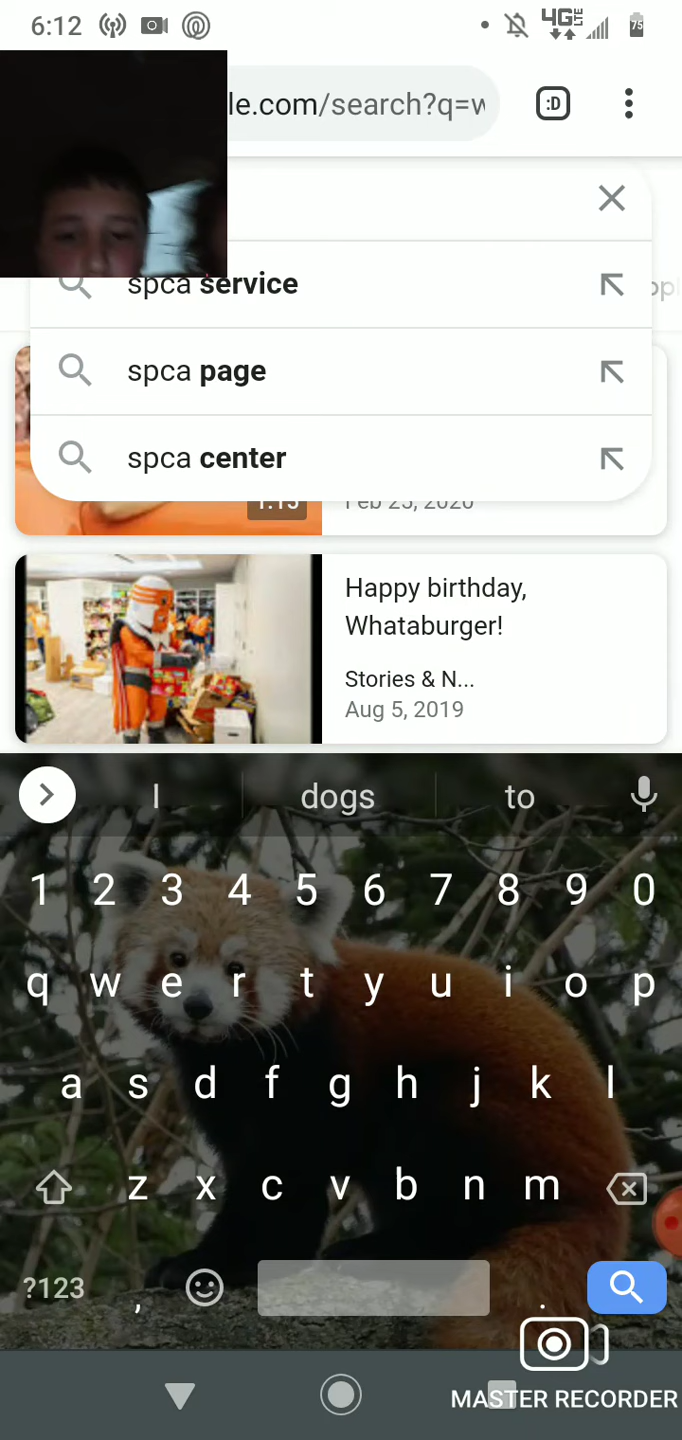 6:12 4G LTE 75
le.com/search?q=w :D
spca service
spca page
spca center
1:15 Feb 25, 2020
Happy birthday,
Whataburger!
Stories & N...
Aug 5, 2019
I dogs to
1 2 3 4 5 6 7 8 9 0
q w e r t y u i o p
a s d f g h j k l
z x c v b n m
?123 , .
MASTER RECORDER